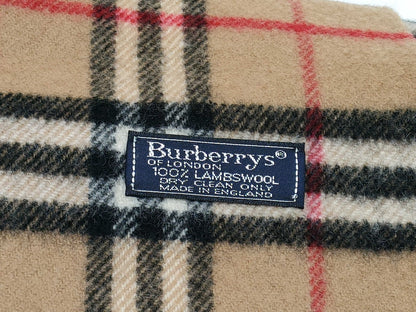 Burberrys®
OF LONDON
100% LAMBSWOOL
DRY CLEAN ONLY
MADE IN ENGLAND